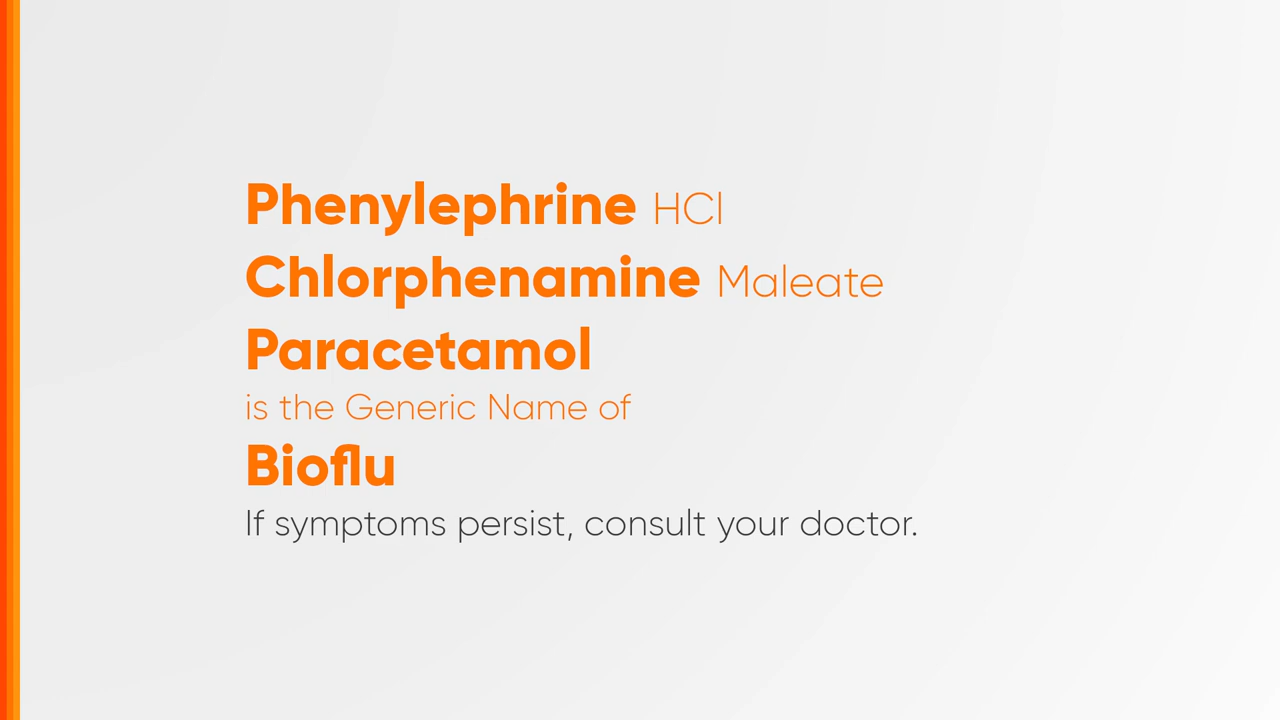 Phenylephrine HCl
Chlorphenamine Maleate
Paracetamol
is the Generic Name of
Bioflu
If symptoms persist, consult your doctor.